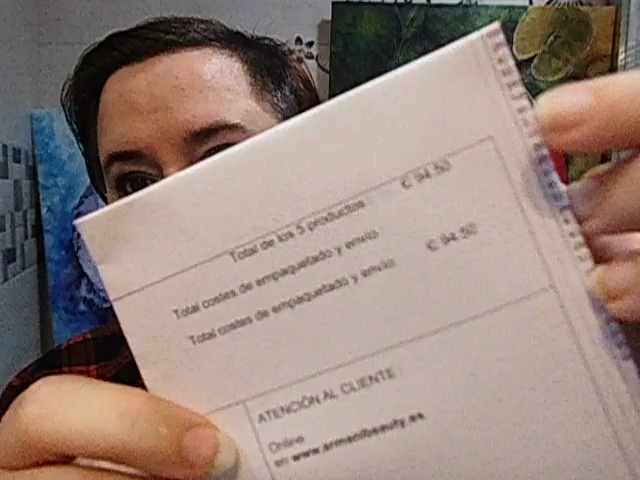 Total de los 5 productos € 94.50
Total costes de empaquetado y envío
Total costes de empaquetado y envío € 94.50
ATENCIÓN AL CLIENTE
Online
en www.armanibeauty.es